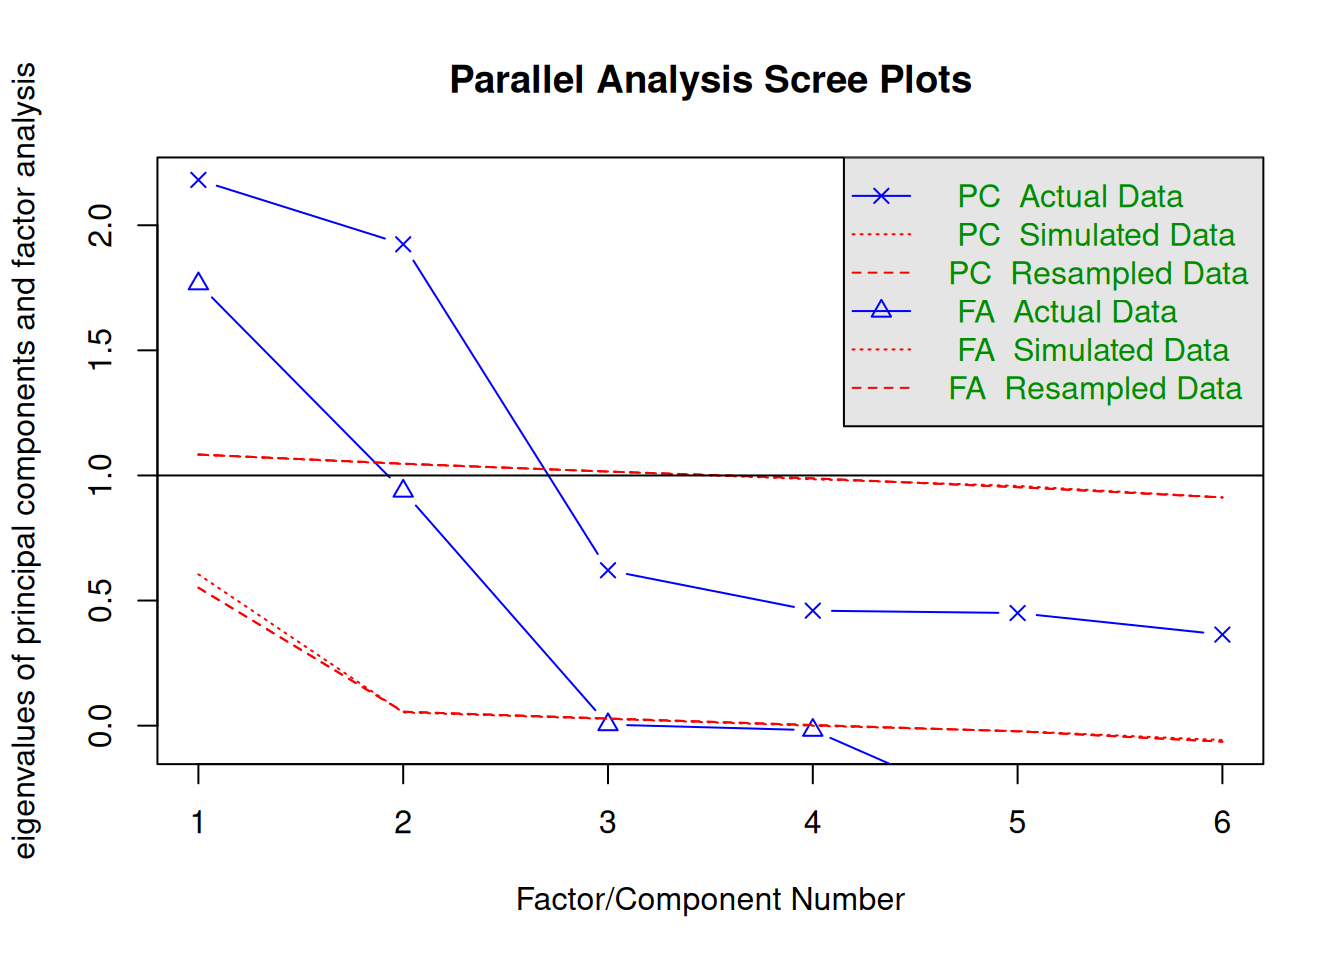 Parallel Analysis Scree Plots
eigenvalues of principal components and factor analysis
2.0
1.5
1.0
0.5
0.0
PC Actual Data
PC Simulated Data
PC Resampled Data
FA Actual Data
FA Simulated Data
FA Resampled Data
1 2 3 4 5 6
Factor/Component Number